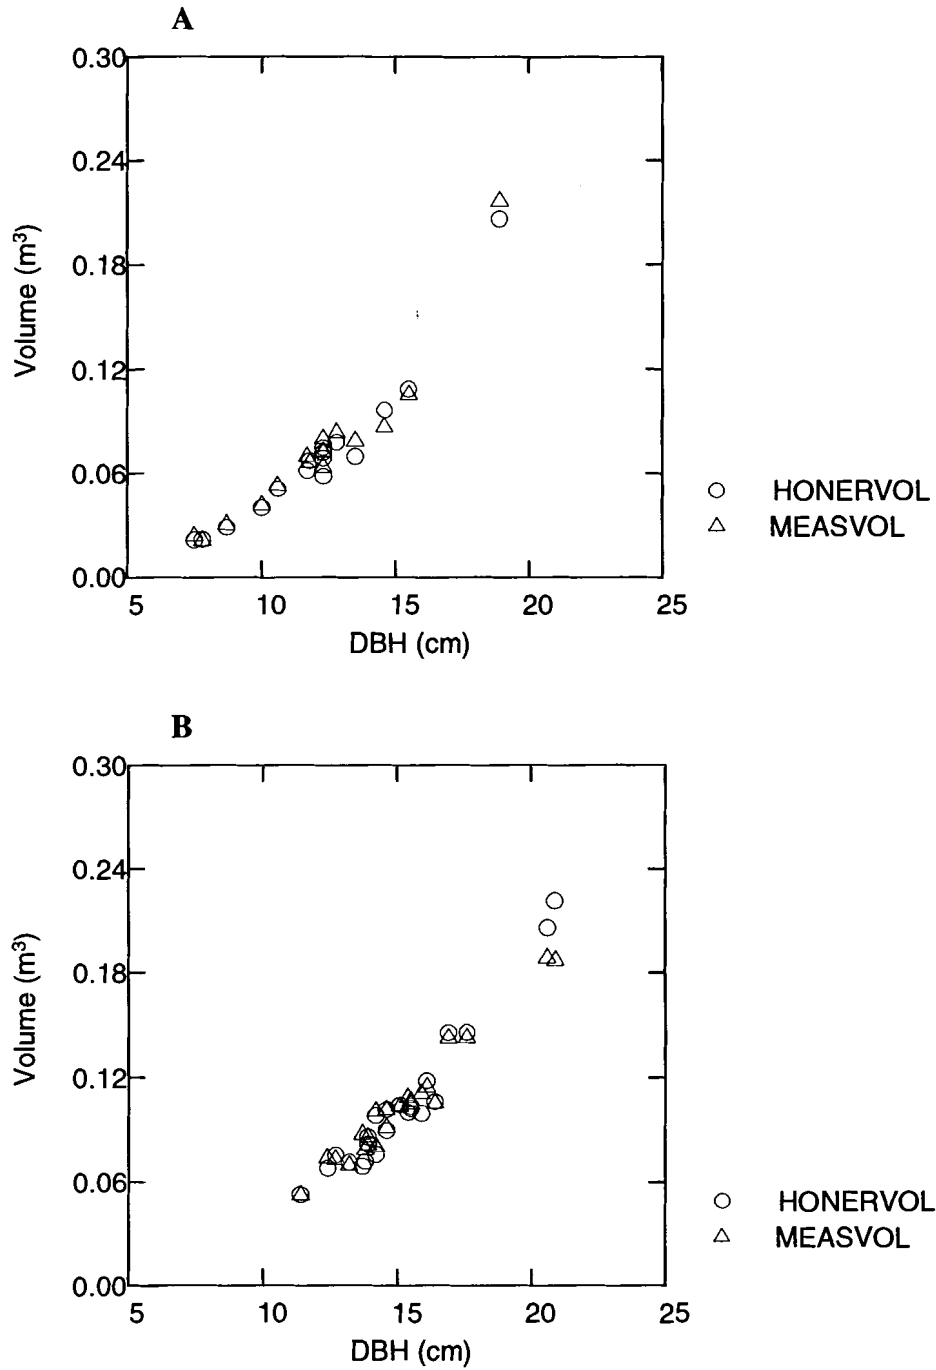 A
0.30
0.24
0.18
0.12
0.06
0.00
Volume (m³)
5 10 15 20 25
DBH (cm)
HONERVOL
MEASVOL
B
0.30
0.24
0.18
0.12
0.06
0.00
Volume (m³)
5 10 15 20 25
DBH (cm)
HONERVOL
MEASVOL